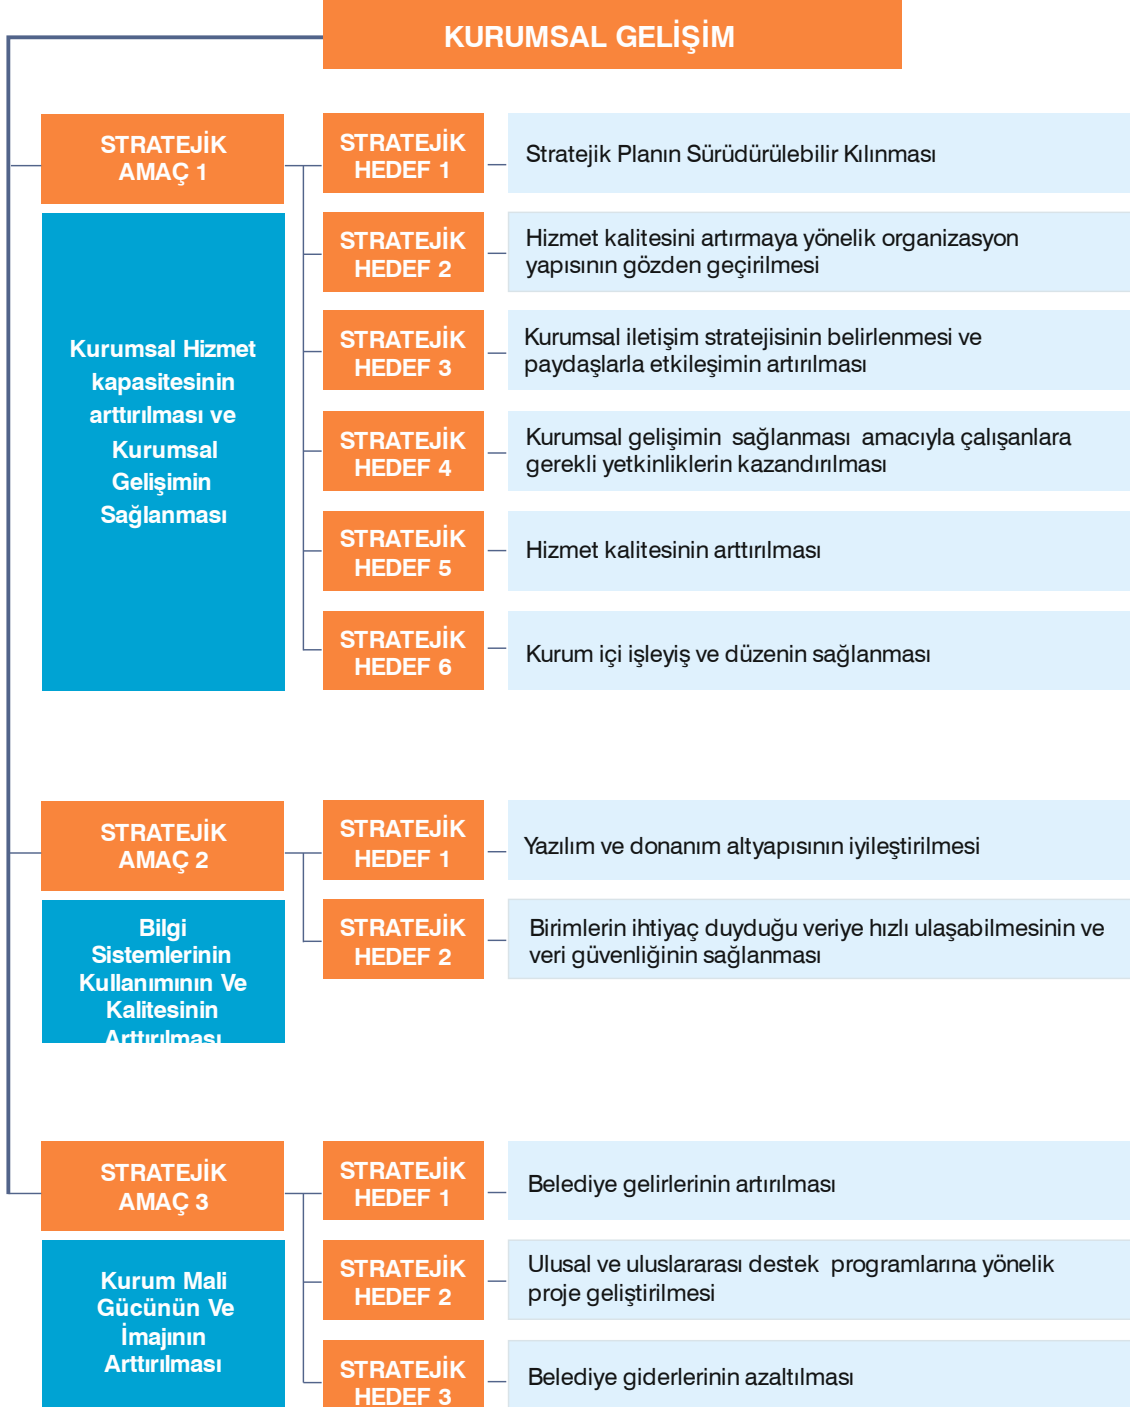 KURUMSAL GELİŞİM
STRATEJİK
AMAÇ 1
Kurumsal Hizmet
kapasitesinin
arttırılması ve
Kurumsal
Gelişimin
Sağlanması
STRATEJİK
HEDEF 1
Stratejik Planın Sürüdürülebilir Kılınması
STRATEJİK
HEDEF 2
Hizmet kalitesini artırmaya yönelik organizasyon
yapısının gözden geçirilmesi
STRATEJİK
HEDEF 3
Kurumsal iletişim stratejisinin belirlenmesi ve
paydaşlarla etkileşimin artırılması
STRATEJİK
HEDEF 4
Kurumsal gelişimin sağlanması amacıyla çalışanlara
gerekli yetkinliklerin kazandırılması
STRATEJİK
HEDEF 5
Hizmet kalitesinin arttırılması
STRATEJİK
HEDEF 6
Kurum içi işleyiş ve düzenin sağlanması
STRATEJİK
AMAÇ 2
Bilgi
Sistemlerinin
Kullanımının Ve
Kalitesinin
Arttırılması
STRATEJİK
HEDEF 1
Yazılım ve donanım altyapısının iyileştirilmesi
STRATEJİK
HEDEF 2
Birimlerin ihtiyaç duyduğu veriye hızlı ulaşabilmesinin ve
veri güvenliğinin sağlanması
STRATEJİK
AMAÇ 3
Kurum Mali
Gücünün Ve
İmajının
Arttırılması
STRATEJİK
HEDEF 1
Belediye gelirlerinin artırılması
STRATEJİK
HEDEF 2
Ulusal ve uluslararası destek programlarına yönelik
proje geliştirilmesi
STRATEJİK
HEDEF 3
Belediye giderlerinin azaltılması